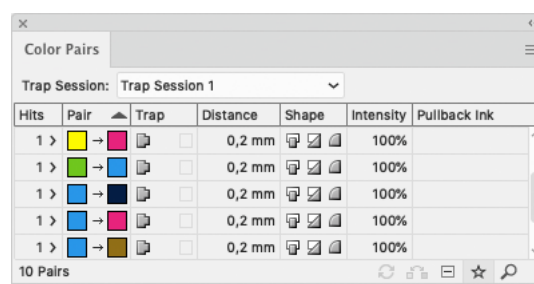 Color Pairs
Trap Session: Trap Session 1
Hits Pair Trap Distance Shape Intensity Pullback Ink
1 0,2 mm 100%
1 0,2 mm 100%
1 0,2 mm 100%
1 0,2 mm 100%
1 0,2 mm 100%
10 Pairs